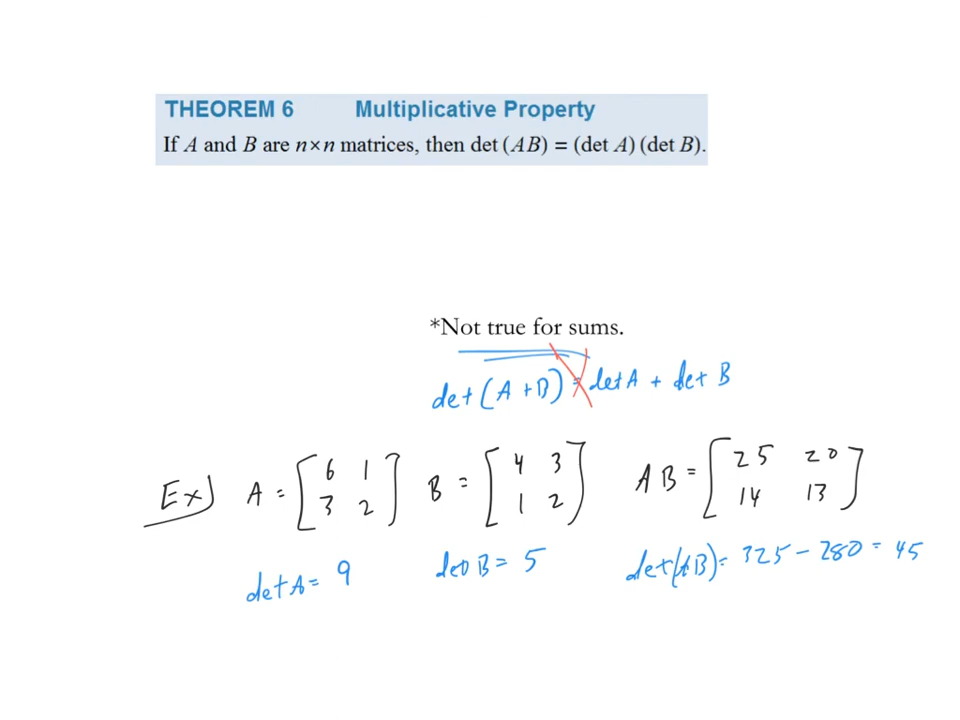 THEOREM 6 Multiplicative Property
If A and B are n×n matrices, then det (AB) = (det A) (det B).
*Not true for sums.
det (A + B) = det A + det B
Ex) A = [ 6 1 B = [ 4 3 AB = [ 25 20
3 2 ] 1 2 ] 14 13 ]
det A = 9 det B = 5 det(AB) = 325 - 280 = 45